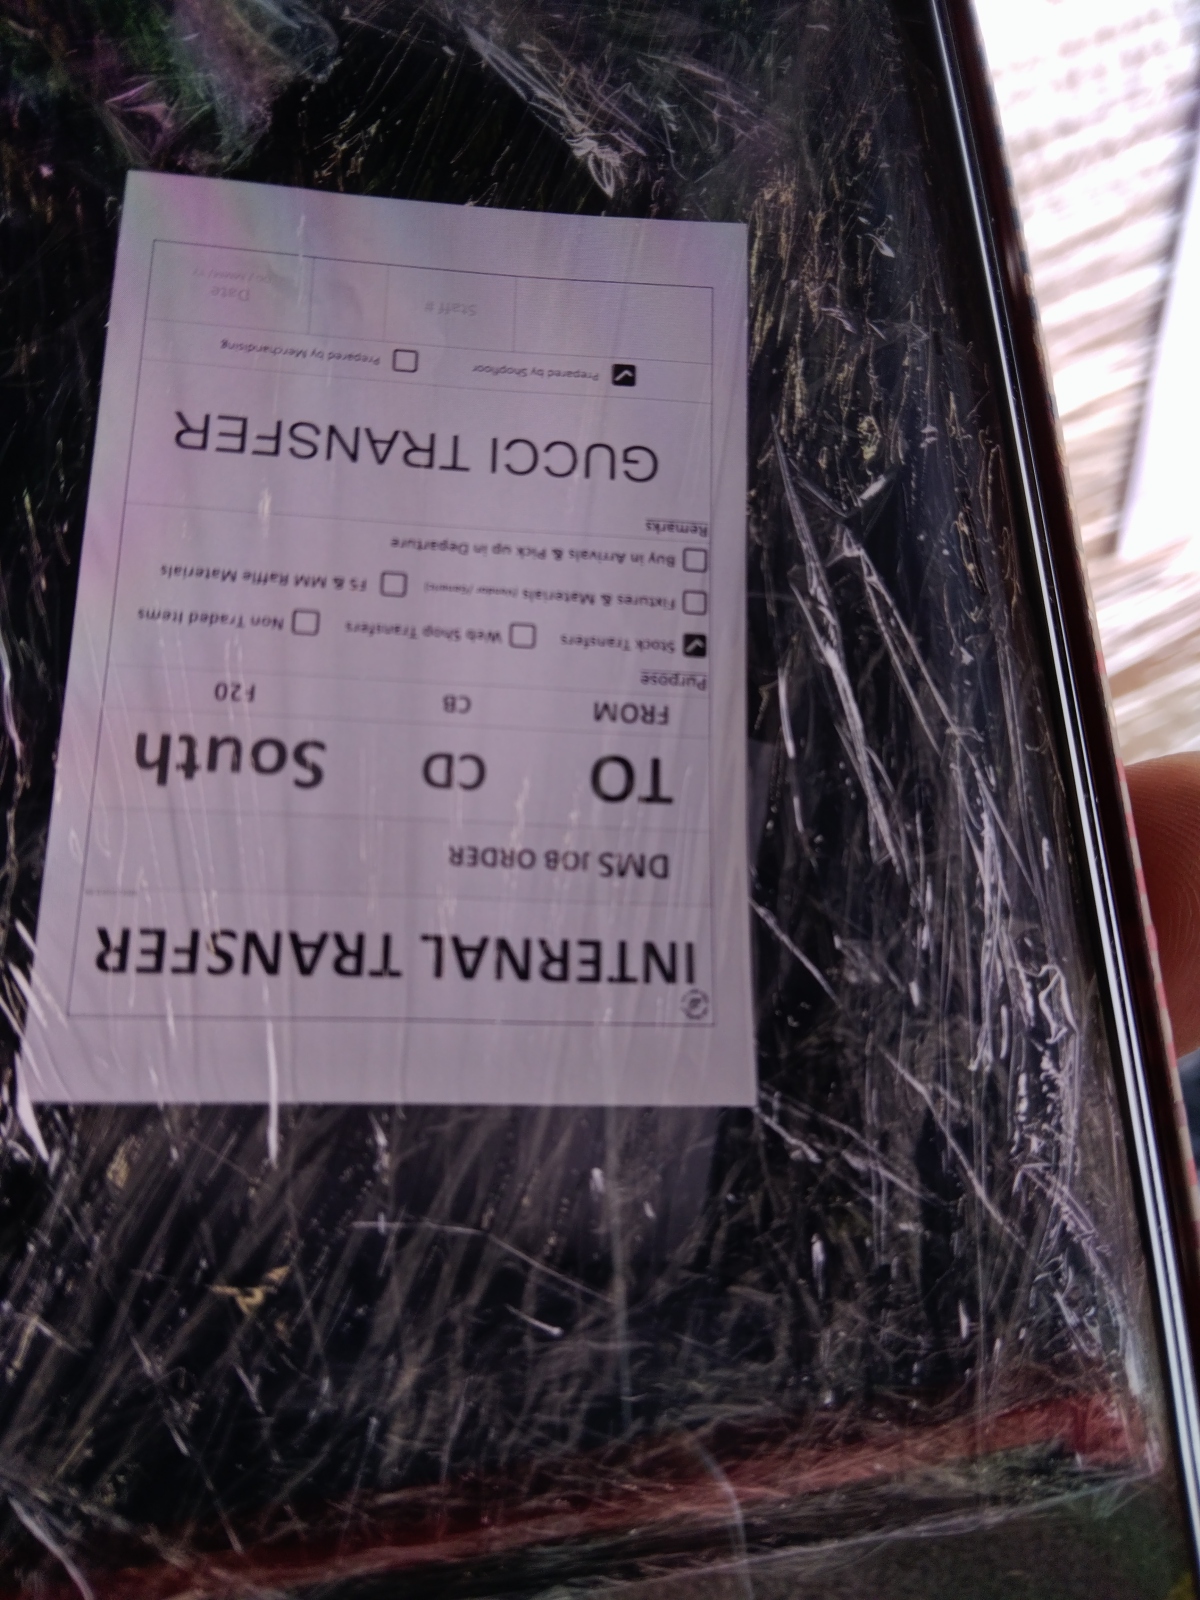 INTERNAL TRANSFER
DMS JOB ORDER
TO CD South
FROM CB F20
Purpose
Stock Transfers Web Shop Transfers Non Traded Items
Fixtures & Materials FS & MM Raffle Materials
Buy in Arrivals & Pick up in Departure
Remarks
GUCCI TRANSFER
Prepared by Shopfloor Prepared by Merchandising
Staff # Date